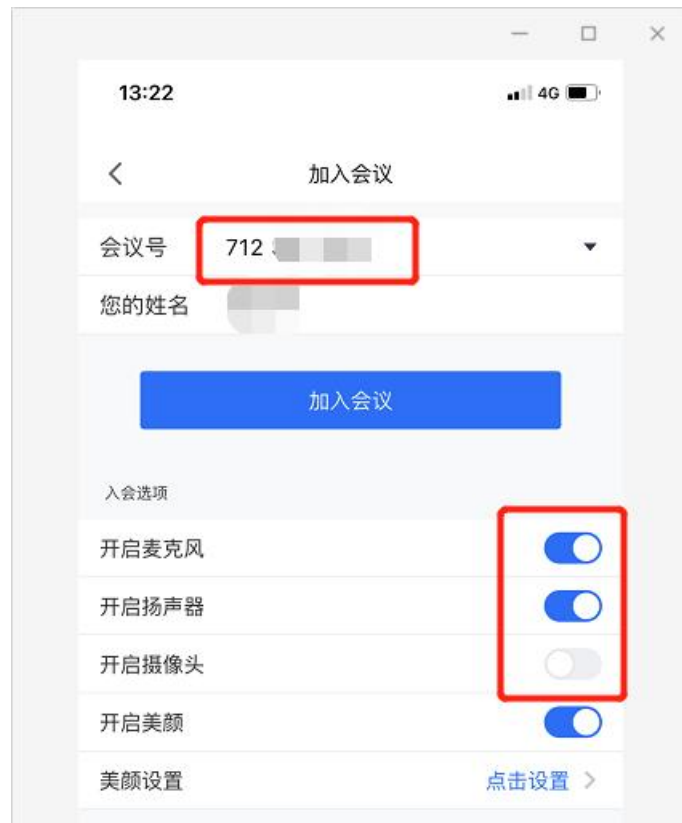 13:22 4G
加入会议
会议号 712
您的姓名
加入会议
入会选项
开启麦克风
开启扬声器
开启摄像头
开启美颜
美颜设置 点击设置